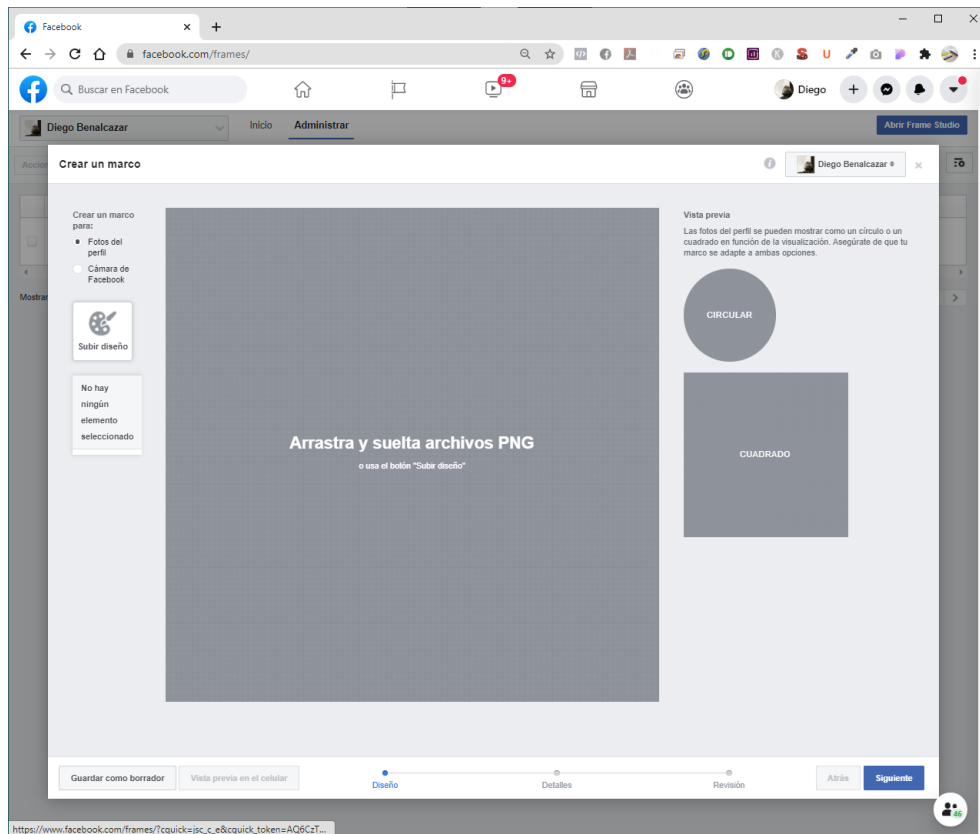 Facebook
facebook.com/frames/
Buscar en Facebook
9+
Diego
Diego Benalcazar
Inicio
Administrar
Abrir Frame Studio
Accion
Crear un marco
Diego Benalcazar
Crear un marco
para:
Fotos del
perfil
Cámara de
Facebook
Subir diseño
No hay
ningún
elemento
seleccionado
Arrastra y suelta archivos PNG
o usa el botón "Subir diseño"
Vista previa
Las fotos del perfil se pueden mostrar como un círculo o un
cuadrado en función de la visualización. Asegúrate de que tu
marco se adapte a ambas opciones.
CIRCULAR
CUADRADO
Mostrar
Guardar como borrador
Vista previa en el celular
Diseño
Detalles
Revisión
Atrás
Siguiente
46
https://www.facebook.com/frames/?cquick=jsc_c_e&cquick_token=AQ6CzT...